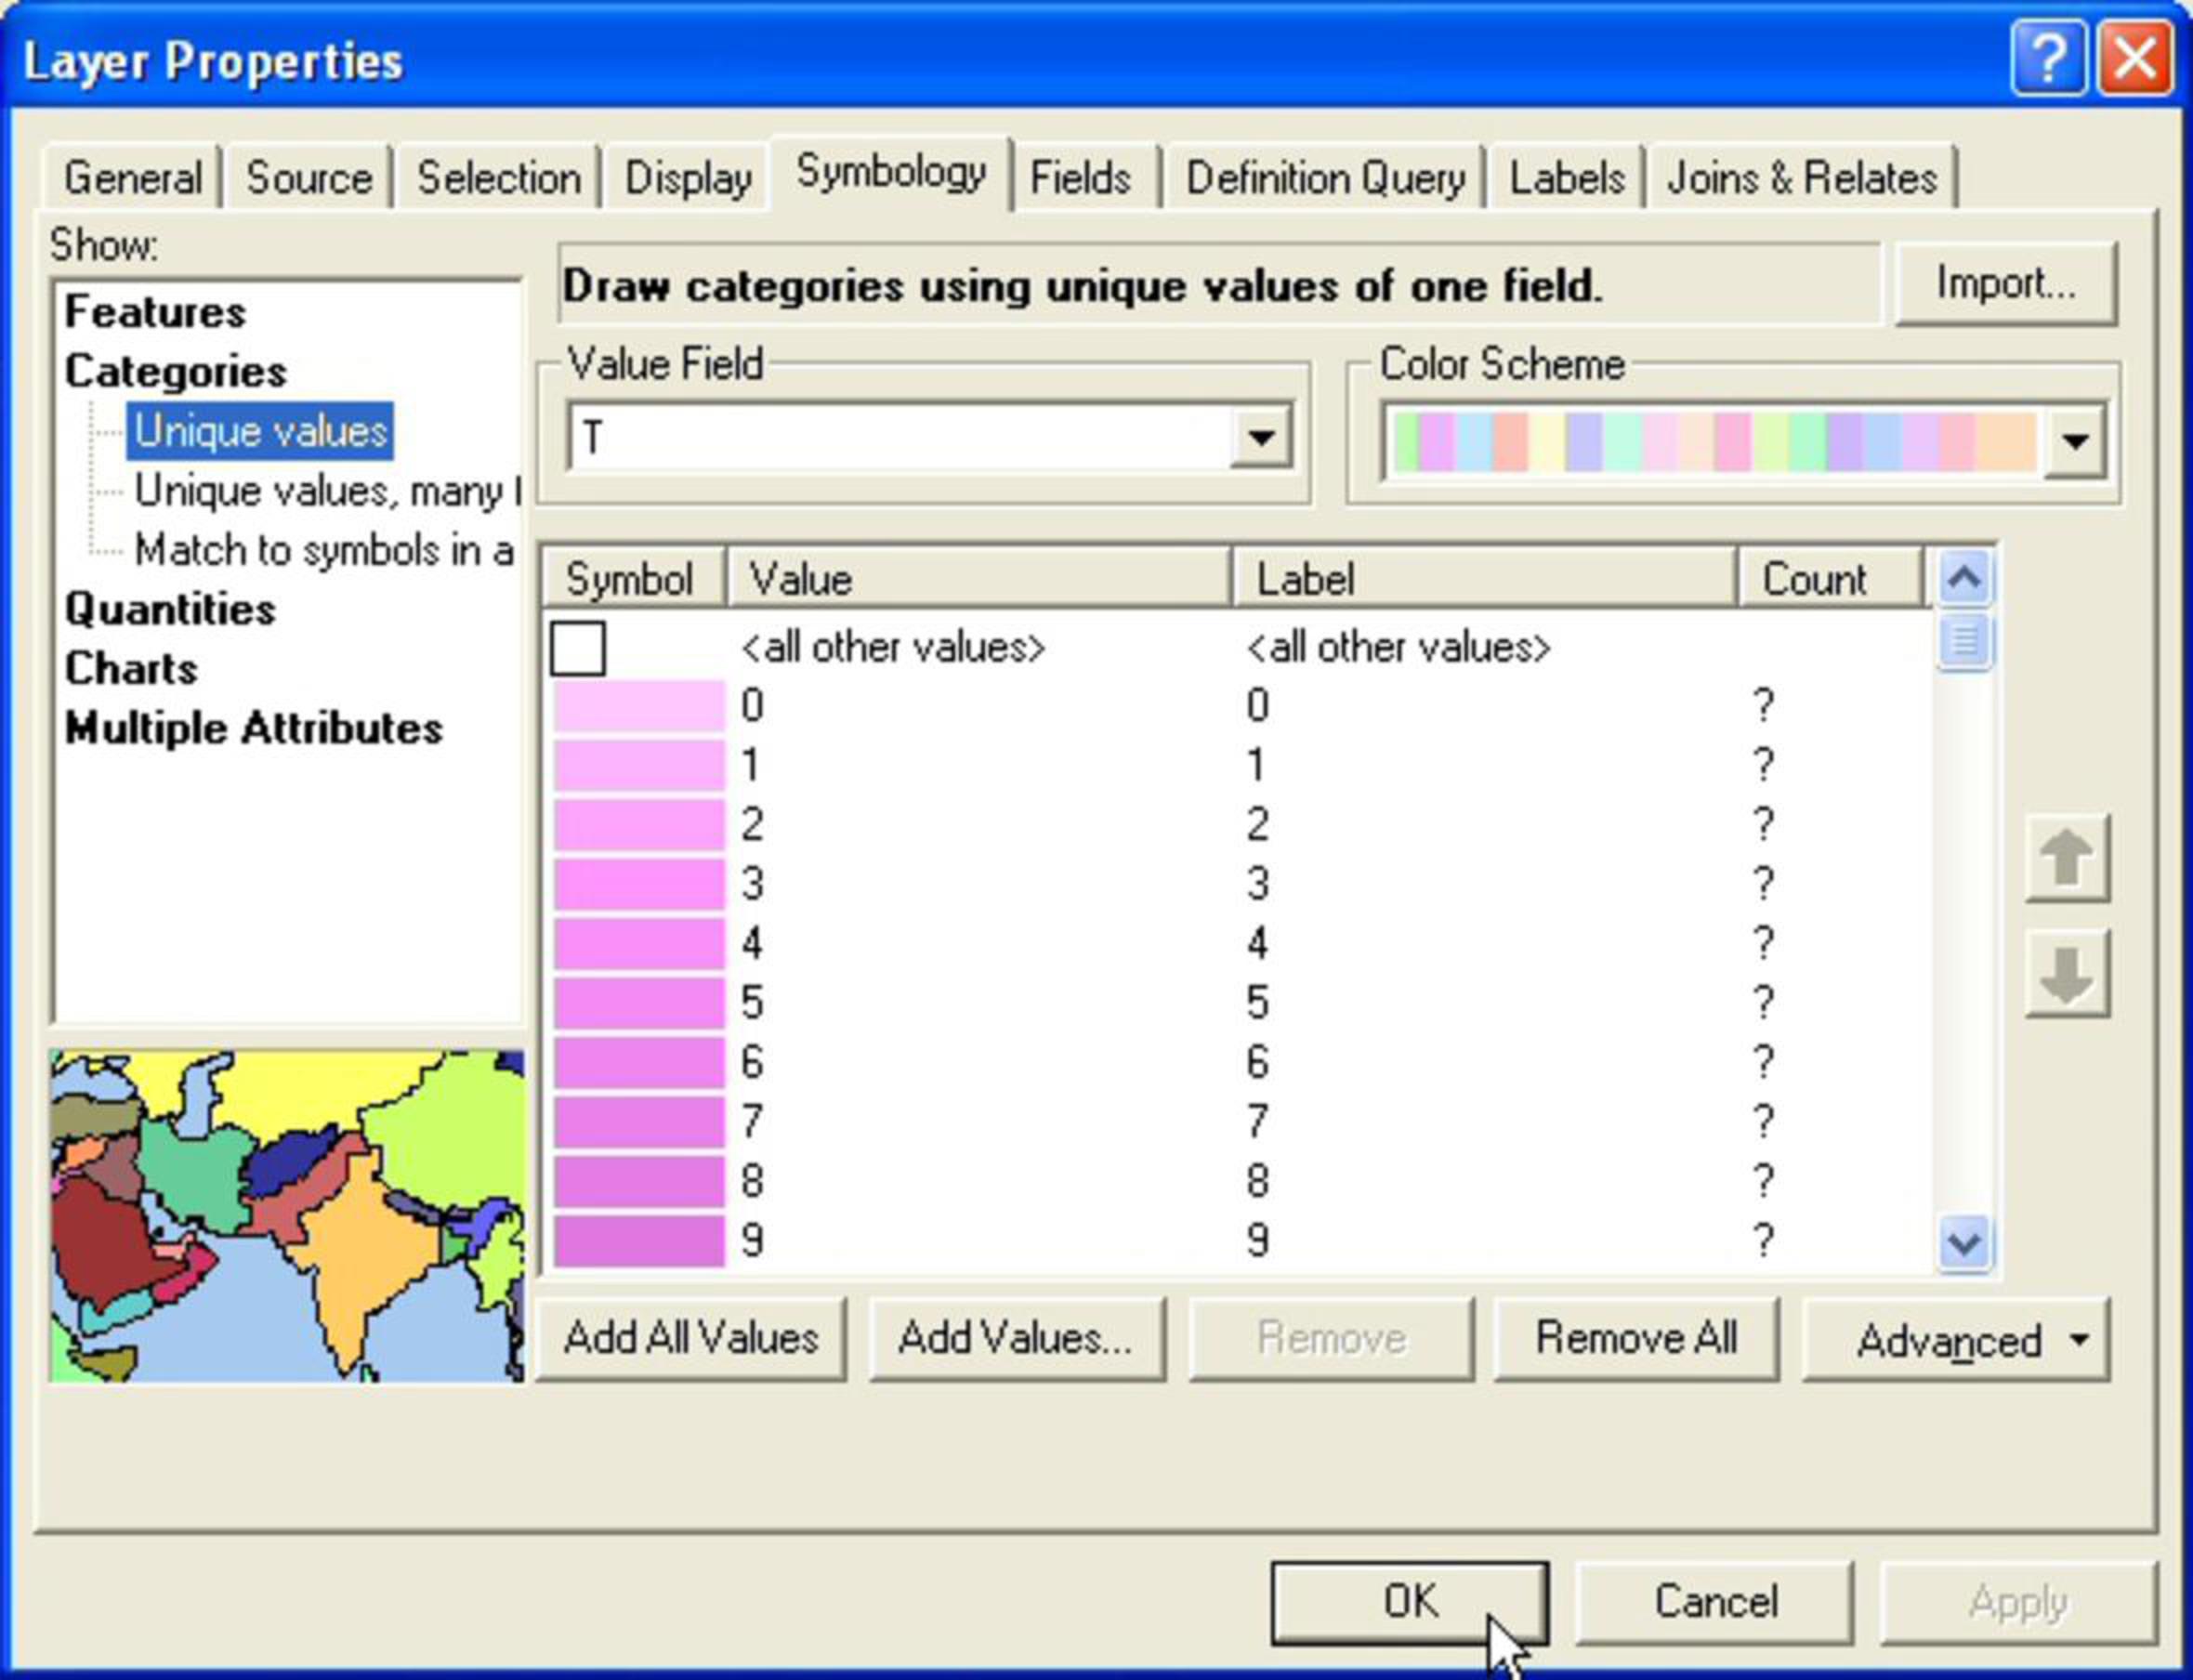 Layer Properties
General Source Selection Display Symbology Fields Definition Query Labels Joins & Relates
Show:
Features
Categories
Unique values
Unique values, many
Match to symbols in a
Quantities
Charts
Multiple Attributes
Draw categories using unique values of one field.
Import...
Value Field
T
Color Scheme
Symbol Value Label Count
<all other values> <all other values>
0 0 ?
1 1 ?
2 2 ?
3 3 ?
4 4 ?
5 5 ?
6 6 ?
7 7 ?
8 8 ?
9 9 ?
Add All Values Add Values... Remove Remove All Advanced
OK Cancel Apply